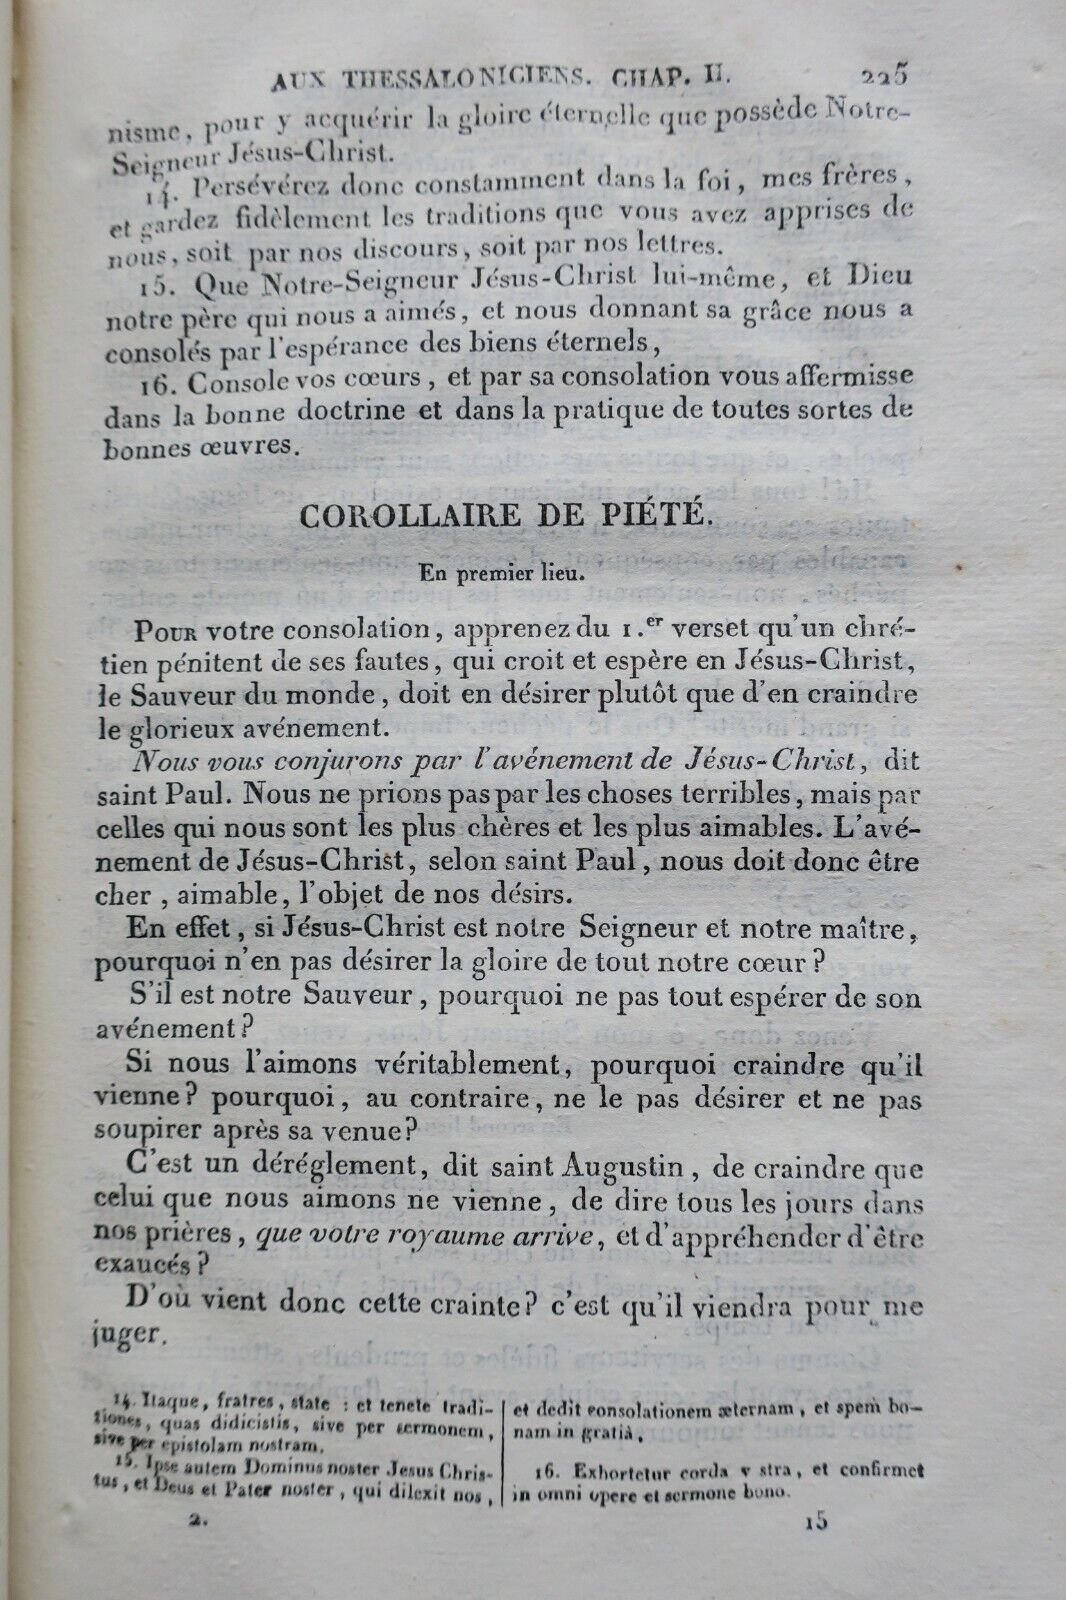 AUX THESSALONICIENS. CHAP. II. 225
nisme, pour y acquérir la gloire éternelle que possède Notre-
Seigneur Jésus-Christ.
14. Persévérez donc constamment dans la foi, mes frères,
et gardez fidèlement les traditions que vous avez apprises de
nous, soit par nos discours, soit par nos lettres.
15. Que Notre-Seigneur Jésus-Christ lui-même, et Dieu
notre père qui nous a aimés, et nous donnant sa grâce nous a
consolés par l'espérance des biens éternels,
16. Console vos cœurs, et par sa consolation vous affermisse
dans la bonne doctrine et dans la pratique de toutes sortes de
bonnes œuvres.
COROLLAIRE DE PIÉTÉ.
En premier lieu.
POUR votre consolation, apprenez du 1.er verset qu'un chré-
tien pénitent de ses fautes, qui croit et espère en Jésus-Christ,
le Sauveur du monde, doit en désirer plutôt que d'en craindre
le glorieux avénement.
Nous vous conjurons par l'avénement de Jésus-Christ, dit
saint Paul. Nous ne prions pas par les choses terribles, mais par
celles qui nous sont les plus chères et les plus aimables. L'avé-
nement de Jésus-Christ, selon saint Paul, nous doit donc être
cher, aimable, l'objet de nos désirs.
En effet, si Jésus-Christ est notre Seigneur et notre maître,
pourquoi n'en pas désirer la gloire de tout notre cœur?
S'il est notre Sauveur, pourquoi ne pas tout espérer de son
avénement?
Si nous l'aimons véritablement, pourquoi craindre qu'il
vienne? pourquoi, au contraire, ne le pas désirer et ne pas
soupirer après sa venue?
C'est un déréglement, dit saint Augustin, de craindre que
celui que nous aimons ne vienne, de dire tous les jours dans
nos prières, que votre royaume arrive, et d'appréhender d'être
exaucés?
D'où vient donc cette crainte? c'est qu'il viendra pour me
juger.
14. Itaque, fratres, state : et tenete tradi-
tiones, quas didicistis, sive per sermonem,
sive per epistolam nostram.
15. Ipse autem Dominus noster Jesus Chris-
tus, et Deus et Pater noster, qui dilexit nos,
et dedit consolationem æternam, et spem bo-
nam in gratiâ,
16. Exhortetur corda v stra, et confirmet
in omni opere et sermone bono.
2. 15